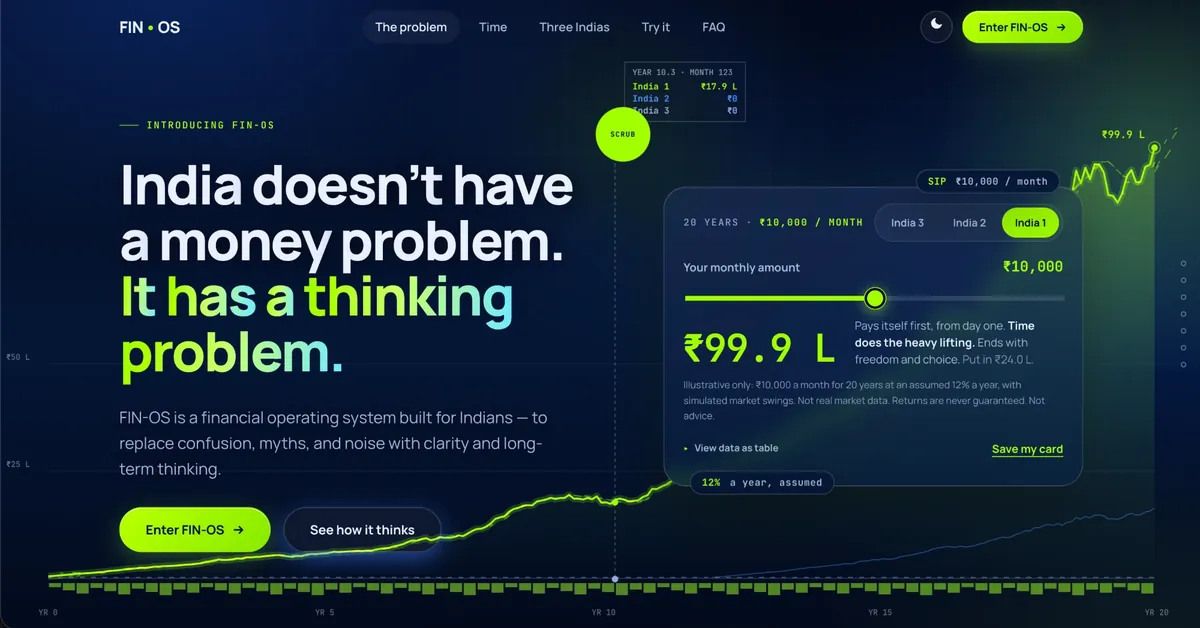 FIN • OS
The problem
Time
Three Indias
Try it
FAQ
Enter FIN-OS →
YEAR 10.3 · MONTH 123
India 1 ₹17.9 L
India 2 ₹0
India 3 ₹0
SCRUB
INTRODUCING FIN-OS
India doesn’t have
a money problem.
It has a thinking
problem.
FIN-OS is a financial operating system built for Indians — to
replace confusion, myths, and noise with clarity and long-
term thinking.
Enter FIN-OS →
See how it thinks
₹99.9 L
SIP ₹10,000 / month
20 YEARS · ₹10,000 / MONTH
India 3
India 2
India 1
Your monthly amount
₹10,000
₹99.9 L
Pays itself first, from day one. Time
does the heavy lifting. Ends with
freedom and choice. Put in ₹24.0 L.
Illustrative only: ₹10,000 a month for 20 years at an assumed 12% a year, with
simulated market swings. Not real market data. Returns are never guaranteed. Not
advice.
View data as table
Save my card
12% a year, assumed
₹50 L
₹25 L
YR 0
YR 5
YR 10
YR 15
YR 20